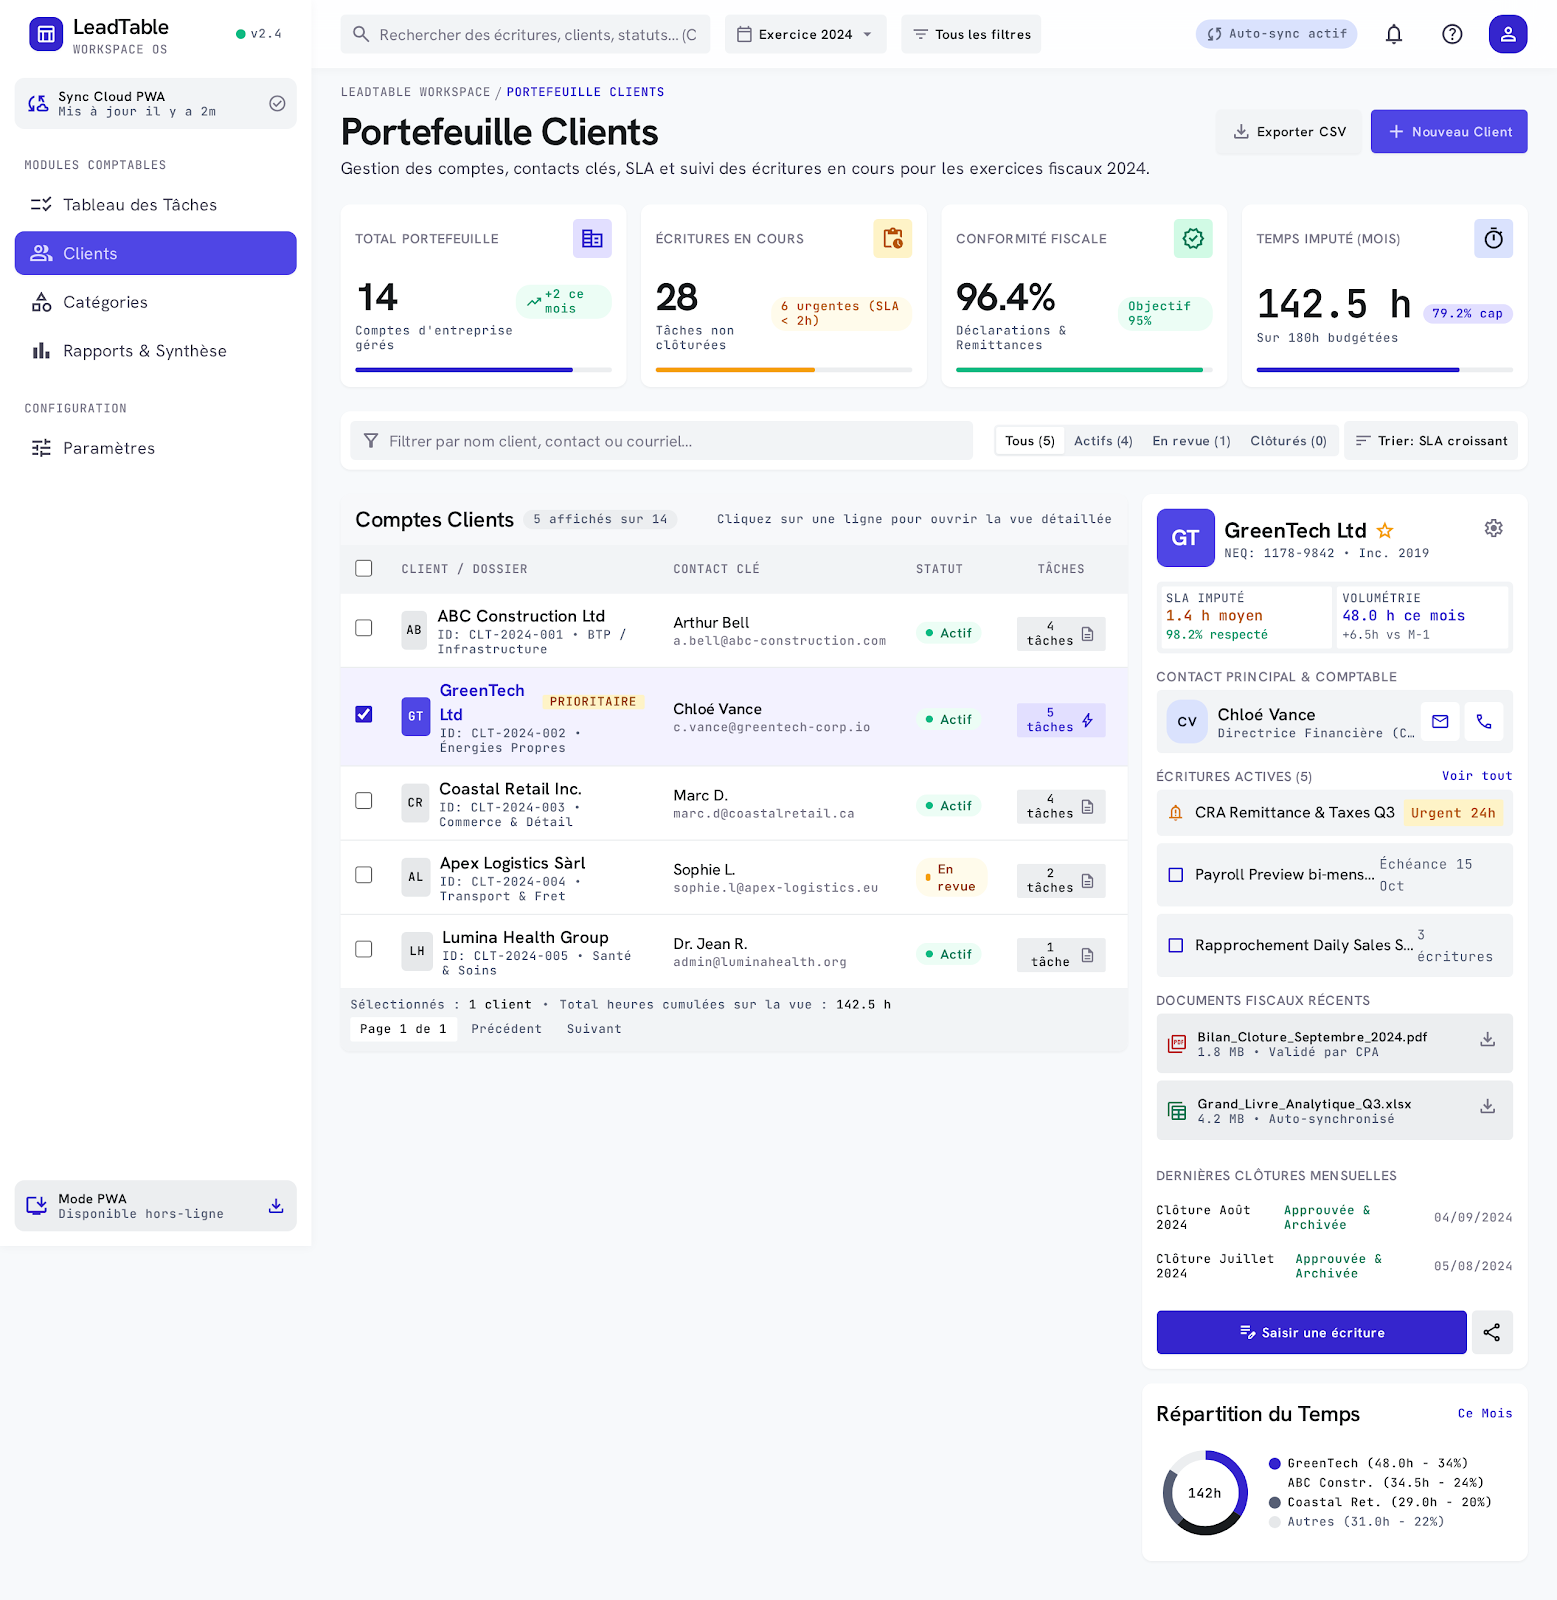 LeadTable
WORKSPACE OS
v2.4
Sync Cloud PWA
Mis à jour il y a 2m
MODULES COMPTABLES
Tableau des Tâches
Clients
Catégories
Rapports & Synthèse
CONFIGURATION
Paramètres
Mode PWA
Disponible hors-ligne
Rechercher des écritures, clients, statuts... (C
Exercice 2024
Tous les filtres
Auto-sync actif
LEADTABLE WORKSPACE / PORTEFEUILLE CLIENTS
Portefeuille Clients
Gestion des comptes, contacts clés, SLA et suivi des écritures en cours pour les exercices fiscaux 2024.
Exporter CSV
Nouveau Client
TOTAL PORTEFEUILLE
14
+2 ce
mois
Comptes d'entreprise
gérés
ÉCRITURES EN COURS
28
6 urgentes (SLA
< 2h)
Tâches non
clôturées
CONFORMITÉ FISCALE
96.4%
Objectif
95%
Déclarations &
Remittances
TEMPS IMPUTÉ (MOIS)
142.5 h
79.2% cap
Sur 180h budgétées
Filtrer par nom client, contact ou courriel...
Tous (5)
Actifs (4)
En revue (1)
Clôturés (0)
Trier: SLA croissant
Comptes Clients
5 affichés sur 14
Cliquez sur une ligne pour ouvrir la vue détaillée
CLIENT / DOSSIER
CONTACT CLÉ
STATUT
TÂCHES
AB
ABC Construction Ltd
ID: CLT-2024-001 • BTP /
Infrastructure
Arthur Bell
a.bell@abc-construction.com
Actif
4
tâches
GT
GreenTech
Ltd
PRIORITAIRE
ID: CLT-2024-002 •
Énergies Propres
Chloé Vance
c.vance@greentech-corp.io
Actif
5
tâches
CR
Coastal Retail Inc.
ID: CLT-2024-003 •
Commerce & Détail
Marc D.
marc.d@coastalretail.ca
Actif
4
tâches
AL
Apex Logistics Sàrl
ID: CLT-2024-004 •
Transport & Fret
Sophie L.
sophie.l@apex-logistics.eu
En
revue
2
tâches
LH
Lumina Health Group
ID: CLT-2024-005 • Santé
& Soins
Dr. Jean R.
admin@luminahealth.org
Actif
1
tâche
Sélectionnés : 1 client • Total heures cumulées sur la vue : 142.5 h
Page 1 de 1
Précédent
Suivant
GT
GreenTech Ltd
NEQ: 1178-9842 • Inc. 2019
SLA IMPUTÉ
1.4 h moyen
98.2% respecté
VOLUMÉTRIE
48.0 h ce mois
+6.5h vs M-1
CONTACT PRINCIPAL & COMPTABLE
CV
Chloé Vance
Directrice Financière (C…
ÉCRITURES ACTIVES (5)
Voir tout
CRA Remittance & Taxes Q3
Urgent 24h
Payroll Preview bi-mens…
Échéance 15
Oct
Rapprochement Daily Sales S…
3
écritures
DOCUMENTS FISCAUX RÉCENTS
PDF
Bilan_Cloture_Septembre_2024.pdf
1.8 MB • Validé par CPA
Grand_Livre_Analytique_Q3.xlsx
4.2 MB • Auto-synchronisé
DERNIÈRES CLÔTURES MENSUELLES
Clôture Août
2024
Approuvée &
Archivée
04/09/2024
Clôture Juillet
2024
Approuvée &
Archivée
05/08/2024
Saisir une écriture
Répartition du Temps
Ce Mois
142h
GreenTech (48.0h - 34%)
ABC Constr. (34.5h - 24%)
Coastal Ret. (29.0h - 20%)
Autres (31.0h - 22%)